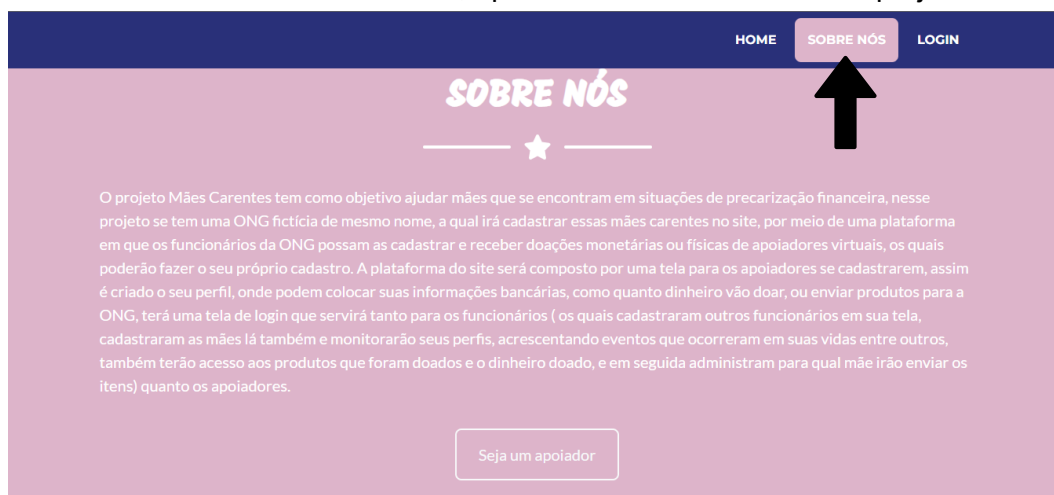 HOME SOBRE NÓS LOGIN
SOBRE NÓS
O projeto Mães Carentes tem como objetivo ajudar mães que se encontram em situações de precarização financeira, nesse
projeto se tem uma ONG fictícia de mesmo nome, a qual irá cadastrar essas mães carentes no site, por meio de uma plataforma
em que os funcionários da ONG possam as cadastrar e receber doações monetárias ou físicas de apoiadores virtuais, os quais
poderão fazer o seu próprio cadastro. A plataforma do site será composto por uma tela para os apoiadores se cadastrarem, assim
é criado o seu perfil, onde podem colocar suas informações bancárias, como quanto dinheiro vão doar, ou enviar produtos para a
ONG, terá uma tela de login que servirá tanto para os funcionários ( os quais cadastraram outros funcionários em sua tela,
cadastraram as mães lá também e monitorarão seus perfis, acrescentando eventos que ocorreram em suas vidas entre outros,
também terão acesso aos produtos que foram doados e o dinheiro doado, e em seguida administram para qual mãe irão enviar os
itens) quanto os apoiadores.
Seja um apoiador